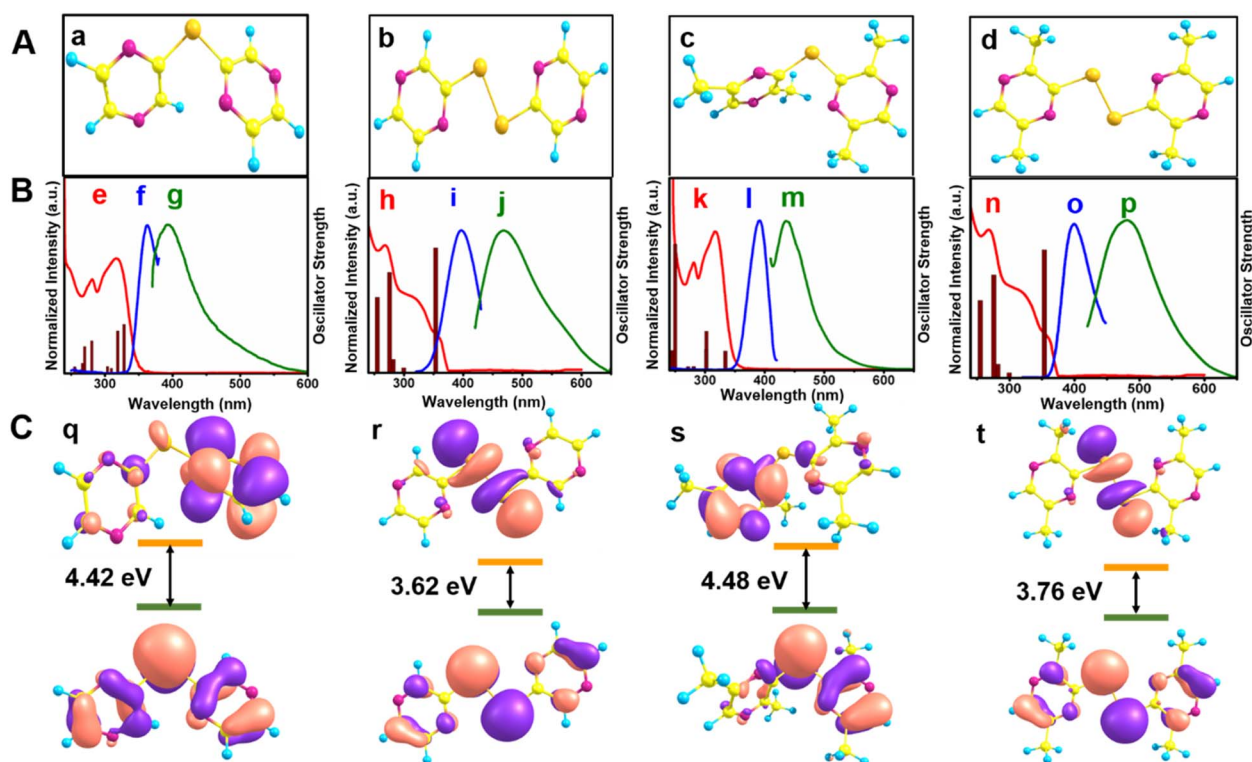 A
a
b
c
d
B
Normalized Intensity (a.u.)
e
f
g
Oscillator Strength
Normalized Intensity (a.u.)
h
i
j
Oscillator Strength
Normalized Intensity (a.u.)
k
l
m
Oscillator Strength
Normalized Intensity (a.u.)
n
o
p
Oscillator Strength
300 400 500 600
Wavelength (nm)
300 400 500 600
Wavelength (nm)
300 400 500 600
Wavelength (nm)
300 400 500 600
Wavelength (nm)
C
q
r
s
t
4.42 eV
3.62 eV
4.48 eV
3.76 eV